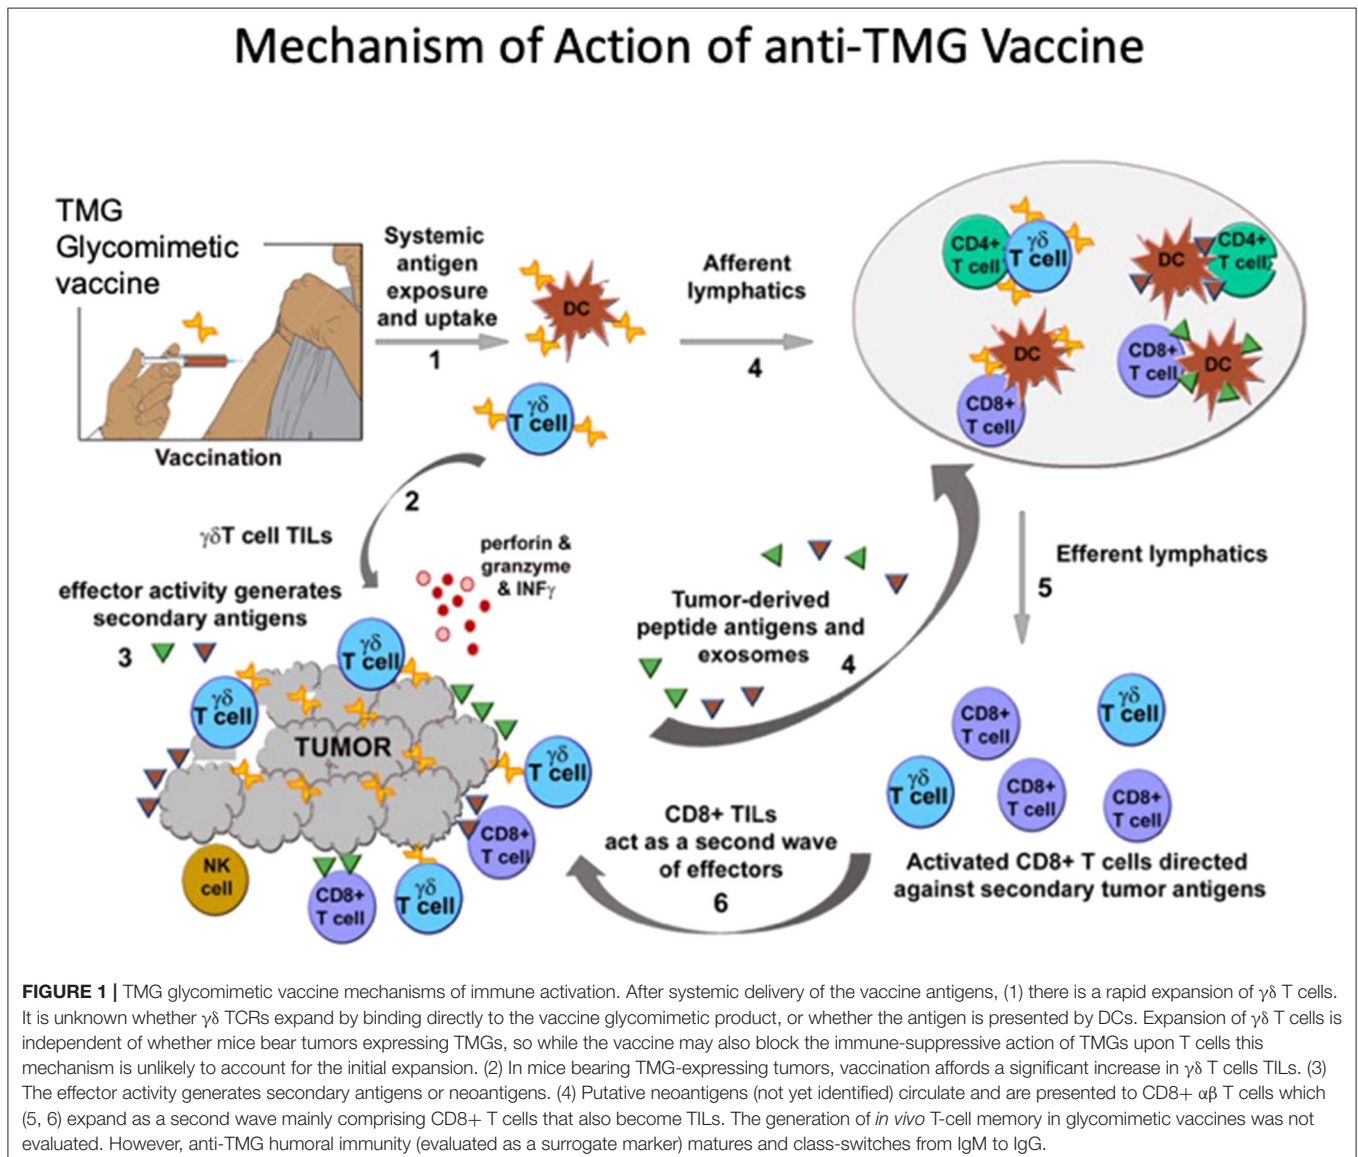 Mechanism of Action of anti-TMG Vaccine
TMG
Glycomimetic
vaccine
Vaccination
Systemic
antigen
exposure
and uptake
1
DC
γδ
T cell
Afferent
lymphatics
4
CD4+
T cell
γδ
T cell
DC
CD4+
T cell
DC
CD8+
T cell
CD8+
T cell
DC
2
γδT cell TILs
effector activity generates
secondary antigens
3
perforin &
granzyme
& INFγ
γδ
T cell
γδ
T cell
TUMOR
γδ
T cell
CD8+
T cell
NK
cell
CD8+
T cell
γδ
T cell
Tumor-derived
peptide antigens and
exosomes
4
Efferent lymphatics
5
CD8+
T cell
γδ
T cell
γδ
T cell
CD8+
T cell
CD8+
T cell
Activated CD8+ T cells directed
against secondary tumor antigens
CD8+ TILs
act as a second wave
of effectors
6
FIGURE 1 | TMG glycomimetic vaccine mechanisms of immune activation. After systemic delivery of the vaccine antigens, (1) there is a rapid expansion of γδ T cells.
It is unknown whether γδ TCRs expand by binding directly to the vaccine glycomimetic product, or whether the antigen is presented by DCs. Expansion of γδ T cells is
independent of whether mice bear tumors expressing TMGs, so while the vaccine may also block the immune-suppressive action of TMGs upon T cells this
mechanism is unlikely to account for the initial expansion. (2) In mice bearing TMG-expressing tumors, vaccination affords a significant increase in γδ T cells TILs. (3)
The effector activity generates secondary antigens or neoantigens. (4) Putative neoantigens (not yet identified) circulate and are presented to CD8+ αβ T cells which
(5, 6) expand as a second wave mainly comprising CD8+ T cells that also become TILs. The generation of in vivo T-cell memory in glycomimetic vaccines was not
evaluated. However, anti-TMG humoral immunity (evaluated as a surrogate marker) matures and class-switches from IgM to IgG.